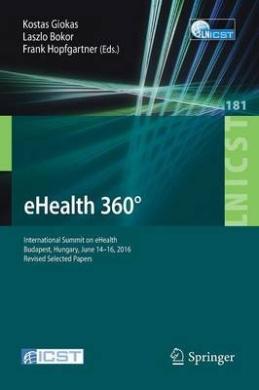 Kostas Giokas
Laszlo Bokor
Frank Hopfgartner (Eds.)
LNICST
181
LNICST
eHealth 360°
International Summit on eHealth
Budapest, Hungary, June 14–16, 2016
Revised Selected Papers
ICST
Springer